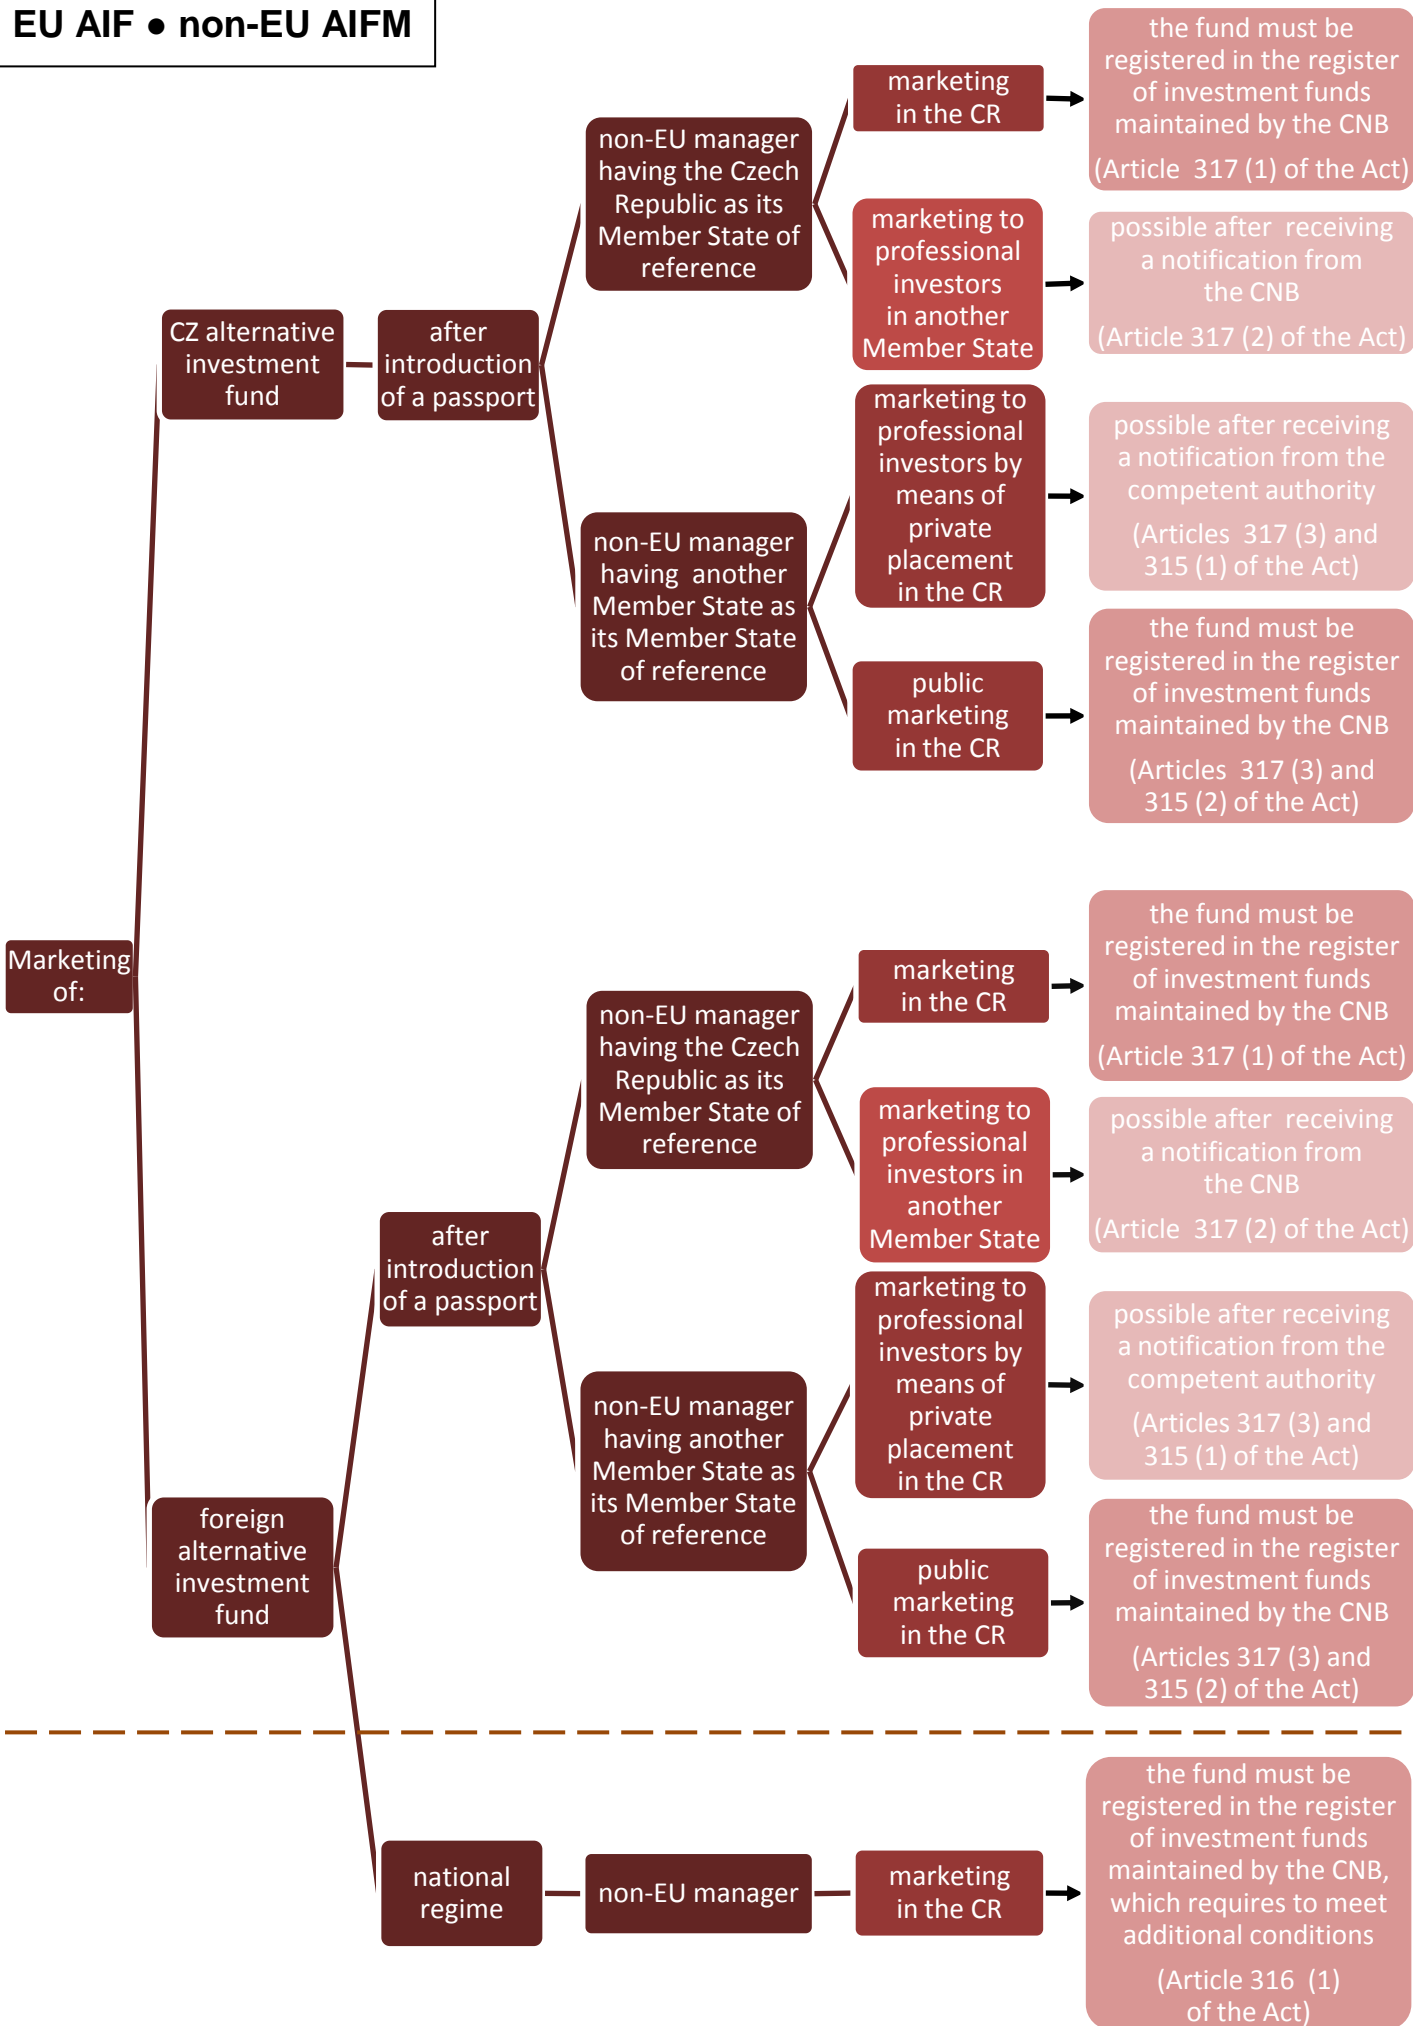 EU AIF ● non-EU AIFM
Marketing
of:
CZ alternative
investment
fund
after
introduction
of a passport
non-EU manager
having the Czech
Republic as its
Member State of
reference
marketing
in the CR
the fund must be
registered in the register
of investment funds
maintained by the CNB
(Article 317 (1) of the Act)
marketing to
professional
investors
in another
Member State
possible after receiving
a notification from
the CNB
(Article 317 (2) of the Act)
non-EU manager
having another
Member State as
its Member State
of reference
marketing to
professional
investors by
means of
private
placement
in the CR
possible after receiving
a notification from the
competent authority
(Articles 317 (3) and
315 (1) of the Act)
public
marketing
in the CR
the fund must be
registered in the register
of investment funds
maintained by the CNB
(Articles 317 (3) and
315 (2) of the Act)
foreign
alternative
investment
fund
after
introduction
of a passport
non-EU manager
having the Czech
Republic as its
Member State of
reference
marketing
in the CR
the fund must be
registered in the register
of investment funds
maintained by the CNB
(Article 317 (1) of the Act)
marketing to
professional
investors in
another
Member State
possible after receiving
a notification from
the CNB
(Article 317 (2) of the Act)
non-EU manager
having another
Member State as
its Member State
of reference
marketing to
professional
investors by
means of
private
placement
in the CR
possible after receiving
a notification from the
competent authority
(Articles 317 (3) and
315 (1) of the Act)
public
marketing
in the CR
the fund must be
registered in the register
of investment funds
maintained by the CNB
(Articles 317 (3) and
315 (2) of the Act)
national
regime
non-EU manager
marketing
in the CR
the fund must be
registered in the register
of investment funds
maintained by the CNB,
which requires to meet
additional conditions
(Article 316 (1)
of the Act)